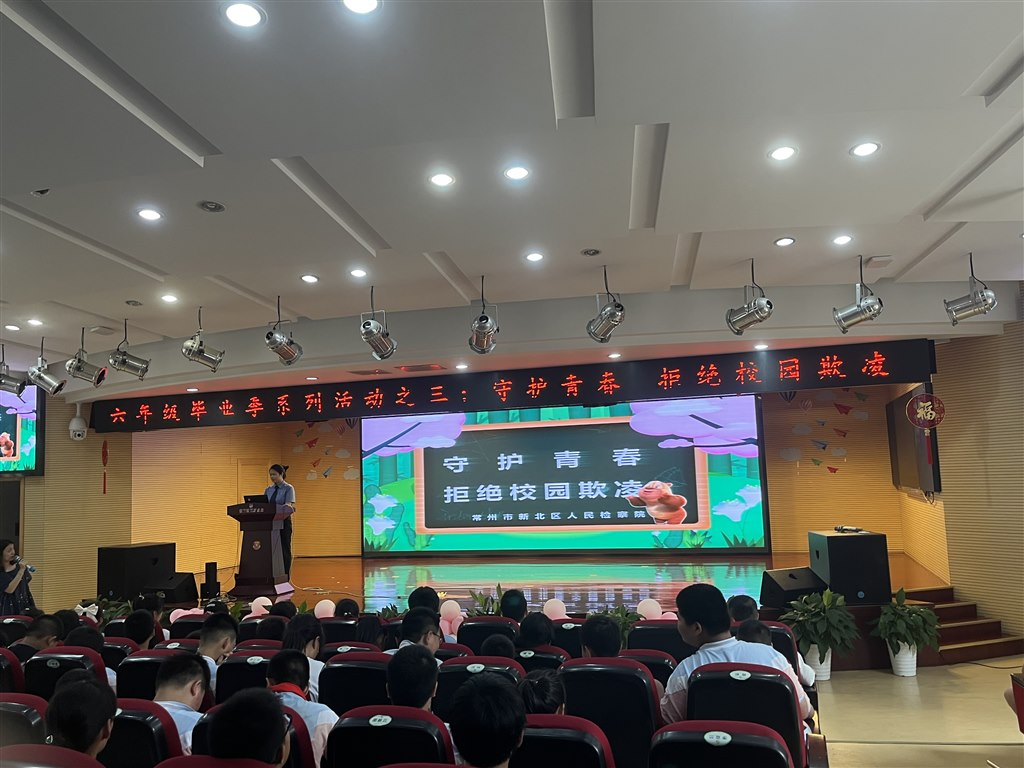 六年级毕业季系列活动之三：守护青春 拒绝校园欺凌
福
守 护 青 春
拒绝校园欺凌
常州市新北区人民检察院